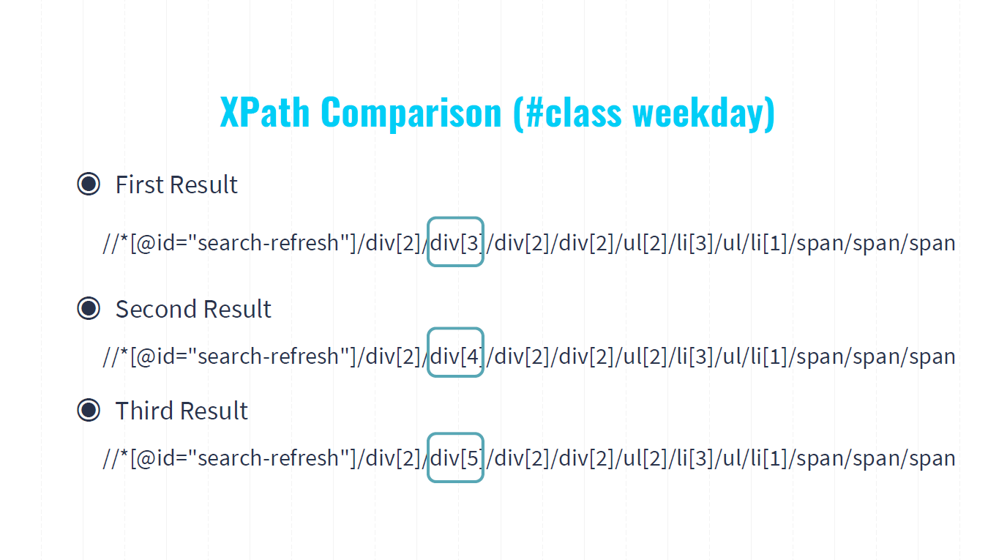 XPath Comparison (#class weekday)
First Result
//*[@id="search-refresh"]/div[2]/div[3]/div[2]/div[2]/ul[2]/li[3]/ul/li[1]/span/span/span
Second Result
//*[@id="search-refresh"]/div[2]/div[4]/div[2]/div[2]/ul[2]/li[3]/ul/li[1]/span/span/span
Third Result
//*[@id="search-refresh"]/div[2]/div[5]/div[2]/div[2]/ul[2]/li[3]/ul/li[1]/span/span/span